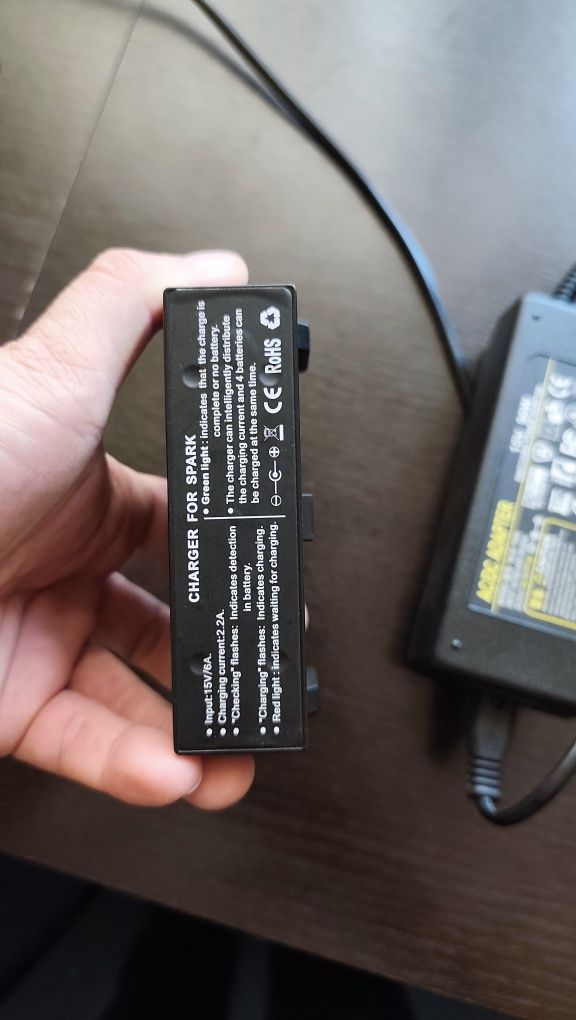 CHARGER FOR SPARK
• Input:15V/6A.
• Charging current:2.2A.
• "Checking" flashes: Indicates detection
in battery.
• "Charging" flashes: Indicates charging.
• Red light : indicates waiting for charging.
• Green light : indicates that the charge is
complete or no battery.
• The charger can intelligently distribute
the charging current and 4 batteries can
be charged at the same time.
CE RoHS
AC/DC ADAPTER